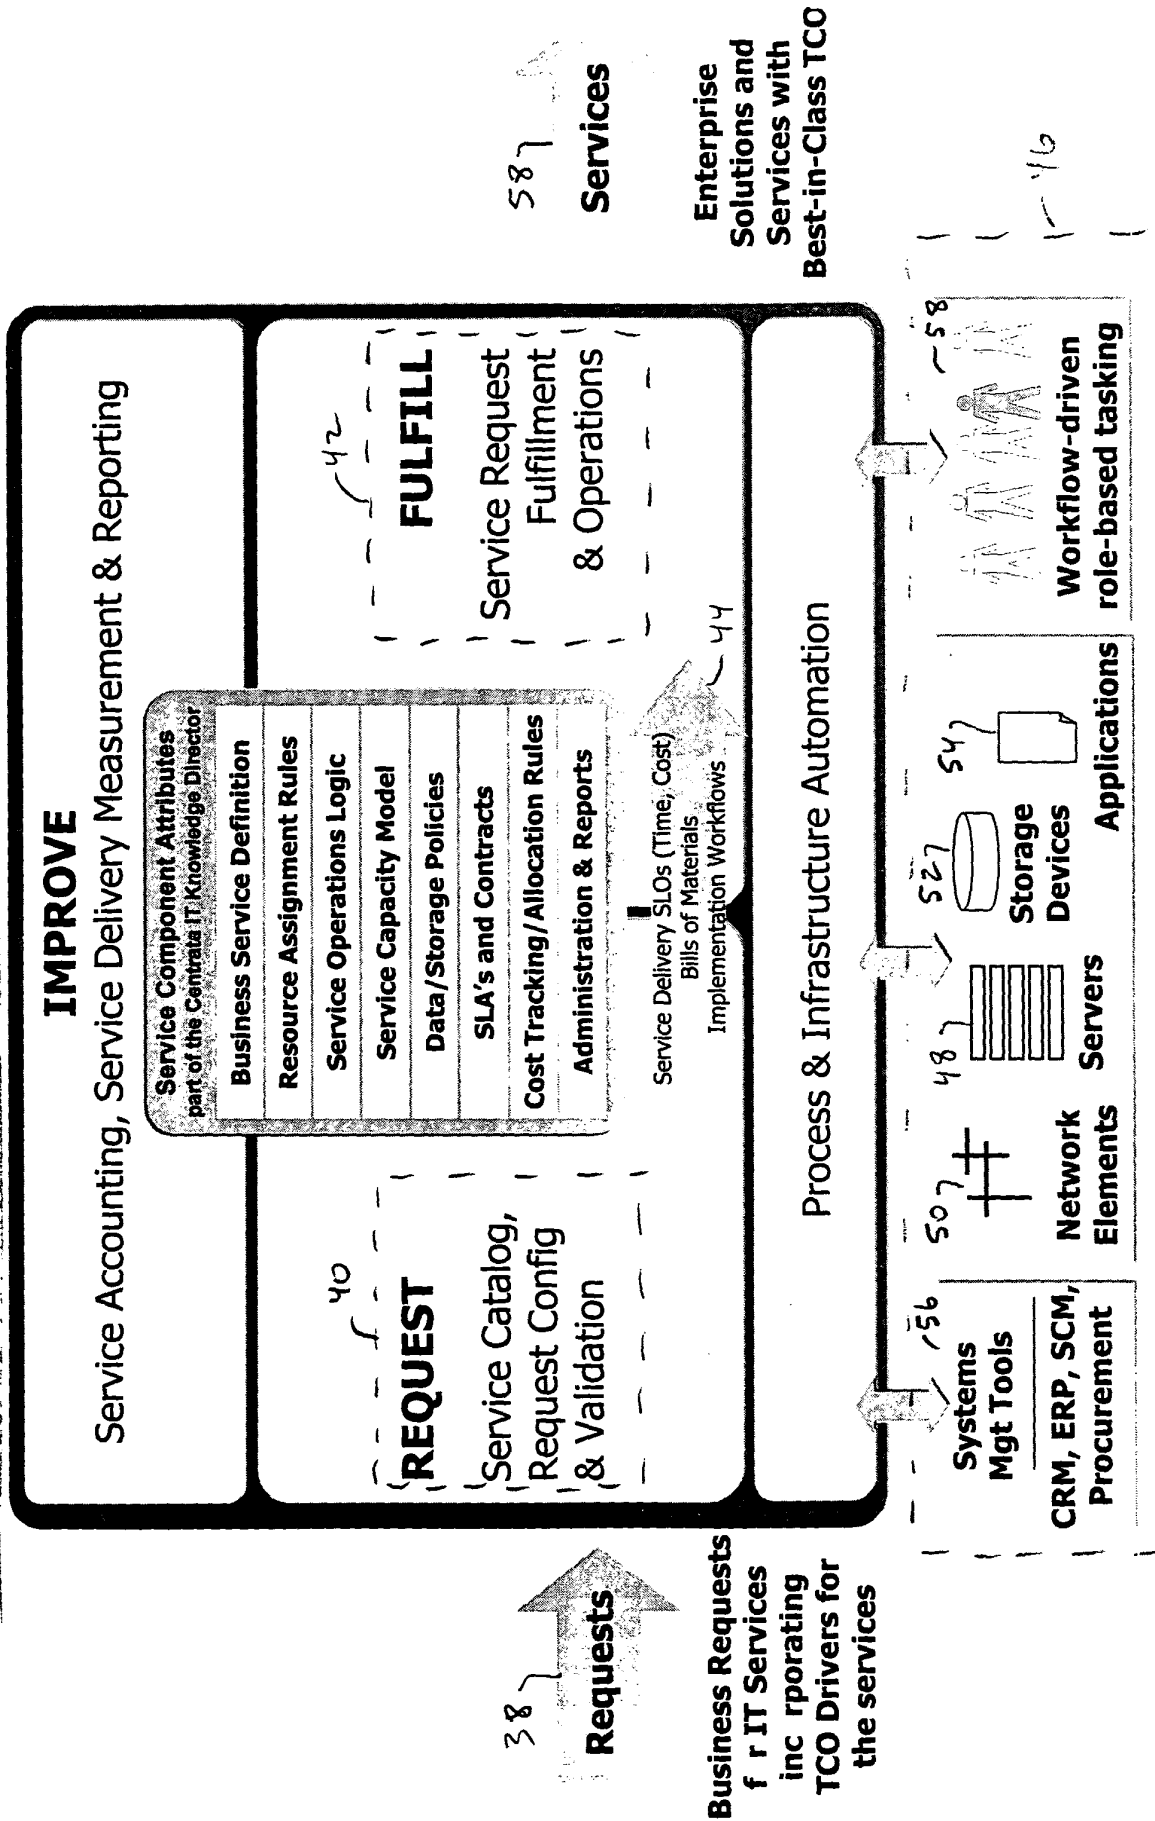 IMPROVE
Service Accounting, Service Delivery Measurement & Reporting
Service Component Attributes
part of the Centrata IT Knowledge Director
Business Service Definition
Resource Assignment Rules
Service Operations Logic
Service Capacity Model
Data/Storage Policies
SLA's and Contracts
Cost Tracking/Allocation Rules
Administration & Reports
38
Requests
Business Requests
f r IT Services
inc rporating
TCO Drivers for
the services
40
REQUEST
Service Catalog,
Request Config
& Validation
42
FULFILL
Service Request
Fulfillment
& Operations
Service Delivery SLOs (Time, Cost)
Bills of Materials
Implementation Workflows
44
58
Services
Enterprise
Solutions and
Services with
Best-in-Class TCO
Process & Infrastructure Automation
56
Systems
Mgt Tools
CRM, ERP, SCM,
Procurement
50
Network
Elements
48
Servers
52
Storage
Devices
54
Applications
58
Workflow-driven
role-based tasking
46